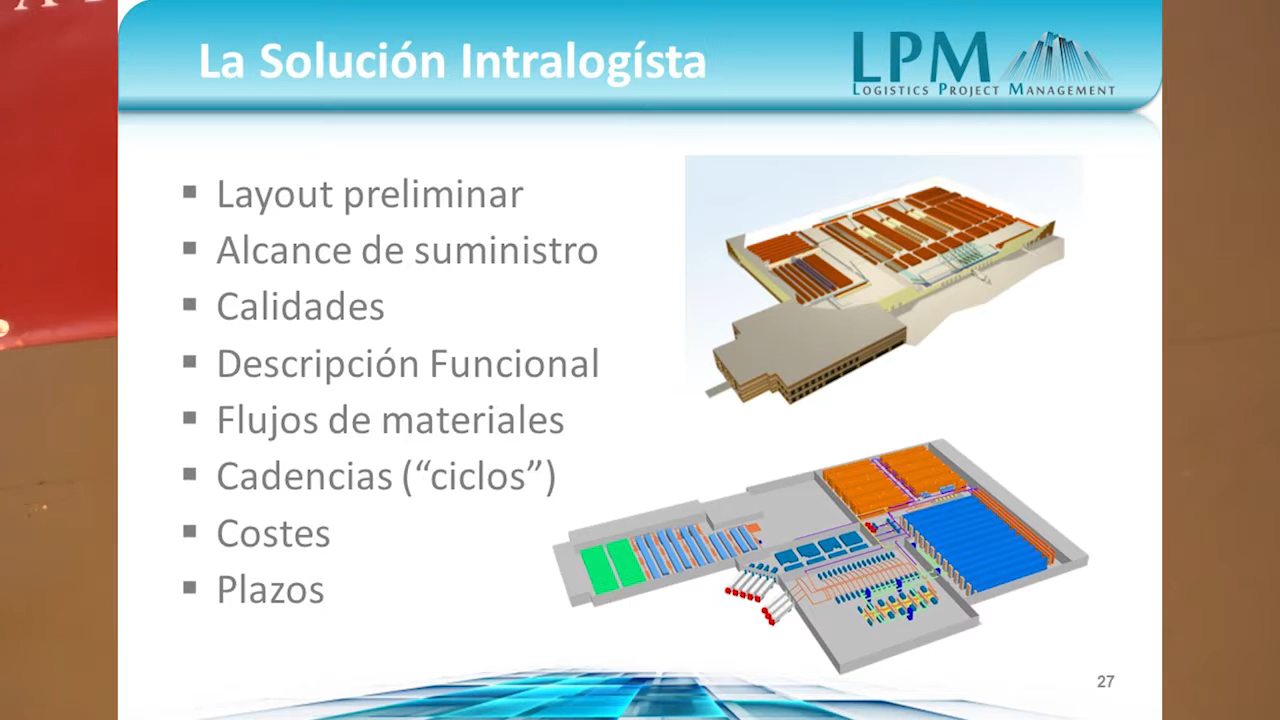 La Solución Intralogísta
LPM
LOGISTICS PROJECT MANAGEMENT
Layout preliminar
Alcance de suministro
Calidades
Descripción Funcional
Flujos de materiales
Cadencias (“ciclos”)
Costes
Plazos
27